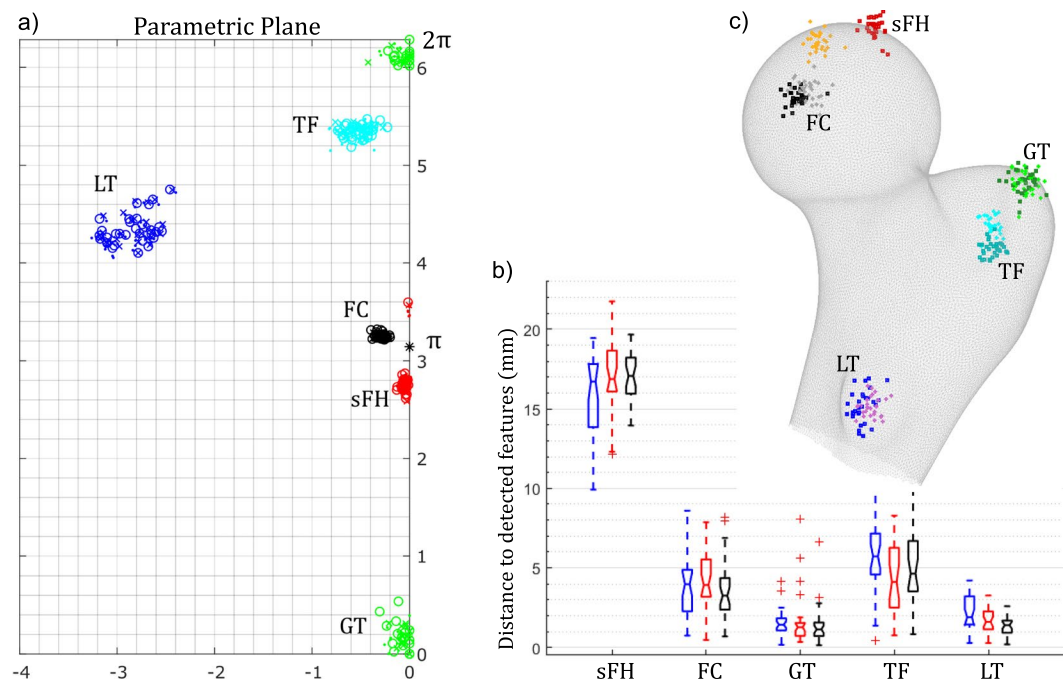 a)
Parametric Plane
2π
6
TF
5
LT
4
FC
π
3
sFH
2
1
GT
0
-4
-3
-2
-1
0
b)
Distance to detected features (mm)
20
15
10
5
0
sFH
FC
GT
TF
LT
c)
sFH
FC
GT
TF
LT